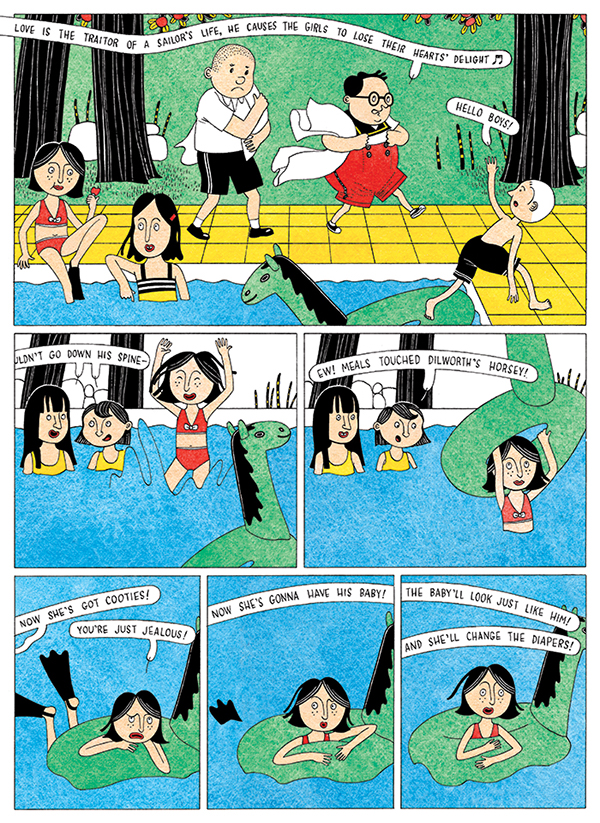 LOVE IS THE TRAITOR OF A SAILOR'S LIFE, HE CAUSES THE GIRLS TO LOSE THEIR HEARTS' DELIGHT ♫
HELLO BOYS!
ULDN'T GO DOWN HIS SPINE–
EW! MEALS TOUCHED DILWORTH'S HORSEY!
NOW SHE'S GOT COOTIES!
YOU'RE JUST JEALOUS!
NOW SHE'S GONNA HAVE HIS BABY!
THE BABY'LL LOOK JUST LIKE HIM!
AND SHE'LL CHANGE THE DIAPERS!